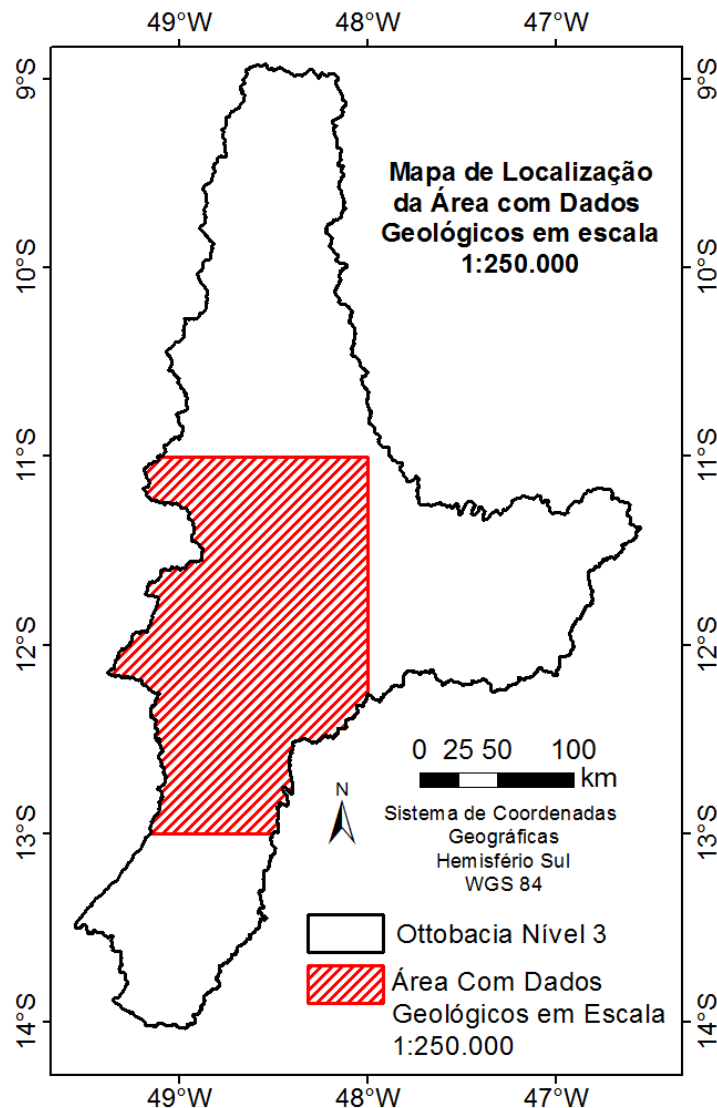 49°W 48°W 47°W
9°S 9°S
Mapa de Localização
da Área com Dados
Geológicos em escala
1:250.000
10°S 10°S
11°S 11°S
12°S 12°S
0 25 50 100
km
N
Sistema de Coordenadas
Geográficas
Hemisfério Sul
WGS 84
13°S 13°S
Ottobacia Nível 3
Área Com Dados
Geológicos em Escala
1:250.000
14°S 14°S
49°W 48°W 47°W